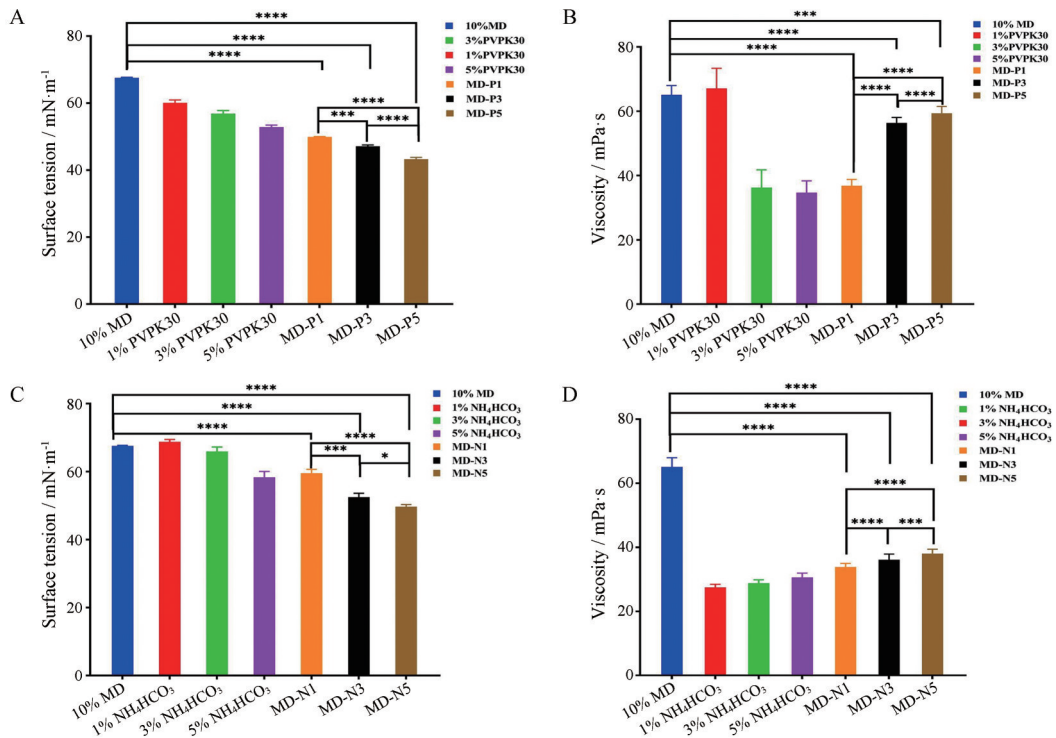 A
Surface tension / mN·m⁻¹
80
60
40
20
0
****
****
****
****
***
****
10%MD
3%PVPK30
1%PVPK30
5%PVPK30
MD-P1
MD-P3
MD-P5
10% MD
1% PVPK30
3% PVPK30
5% PVPK30
MD-P1
MD-P3
MD-P5
B
Viscosity / mPa·s
80
60
40
20
0
***
****
****
****
****
****
10% MD
1%PVPK30
3%PVPK30
5%PVPK30
MD-P1
MD-P3
MD-P5
10% MD
1% PVPK30
3% PVPK30
5% PVPK30
MD-P1
MD-P3
MD-P5
C
Surface tension / mN·m⁻¹
80
60
40
20
0
****
****
****
****
***
*
10% MD
1% NH₄HCO₃
3% NH₄HCO₃
5% NH₄HCO₃
MD-N1
MD-N3
MD-N5
10% MD
1% NH₄HCO₃
3% NH₄HCO₃
5% NH₄HCO₃
MD-N1
MD-N3
MD-N5
D
Viscosity / mPa·s
80
60
40
20
0
****
****
****
****
****
***
10% MD
1% NH₄HCO₃
3% NH₄HCO₃
5% NH₄HCO₃
MD-N1
MD-N3
MD-N5
10% MD
1% NH₄HCO₃
3% NH₄HCO₃
5% NH₄HCO₃
MD-N1
MD-N3
MD-N5